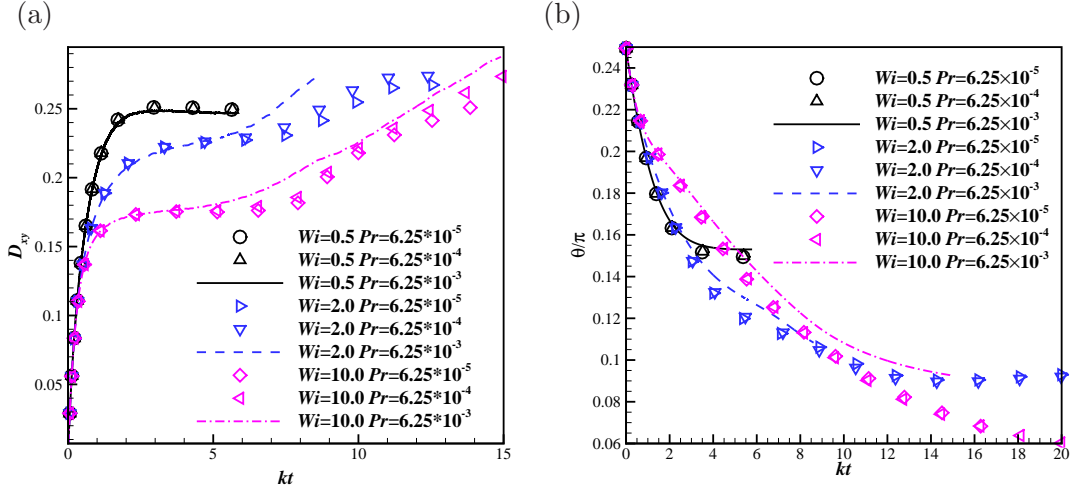 (a)
D_xy
0.25
0.2
0.15
0.1
0.05
0
5
10
15
kt
Wi=0.5 Pr=6.25*10^-5
Wi=0.5 Pr=6.25*10^-4
Wi=0.5 Pr=6.25*10^-3
Wi=2.0 Pr=6.25*10^-5
Wi=2.0 Pr=6.25*10^-4
Wi=2.0 Pr=6.25*10^-3
Wi=10.0 Pr=6.25*10^-5
Wi=10.0 Pr=6.25*10^-4
Wi=10.0 Pr=6.25*10^-3
(b)
θ/π
0.24
0.22
0.2
0.18
0.16
0.14
0.12
0.1
0.08
0.06
0
2
4
6
8
10
12
14
16
18
20
kt
Wi=0.5 Pr=6.25×10^-5
Wi=0.5 Pr=6.25×10^-4
Wi=0.5 Pr=6.25×10^-3
Wi=2.0 Pr=6.25×10^-5
Wi=2.0 Pr=6.25×10^-4
Wi=2.0 Pr=6.25×10^-3
Wi=10.0 Pr=6.25×10^-5
Wi=10.0 Pr=6.25×10^-4
Wi=10.0 Pr=6.25×10^-3